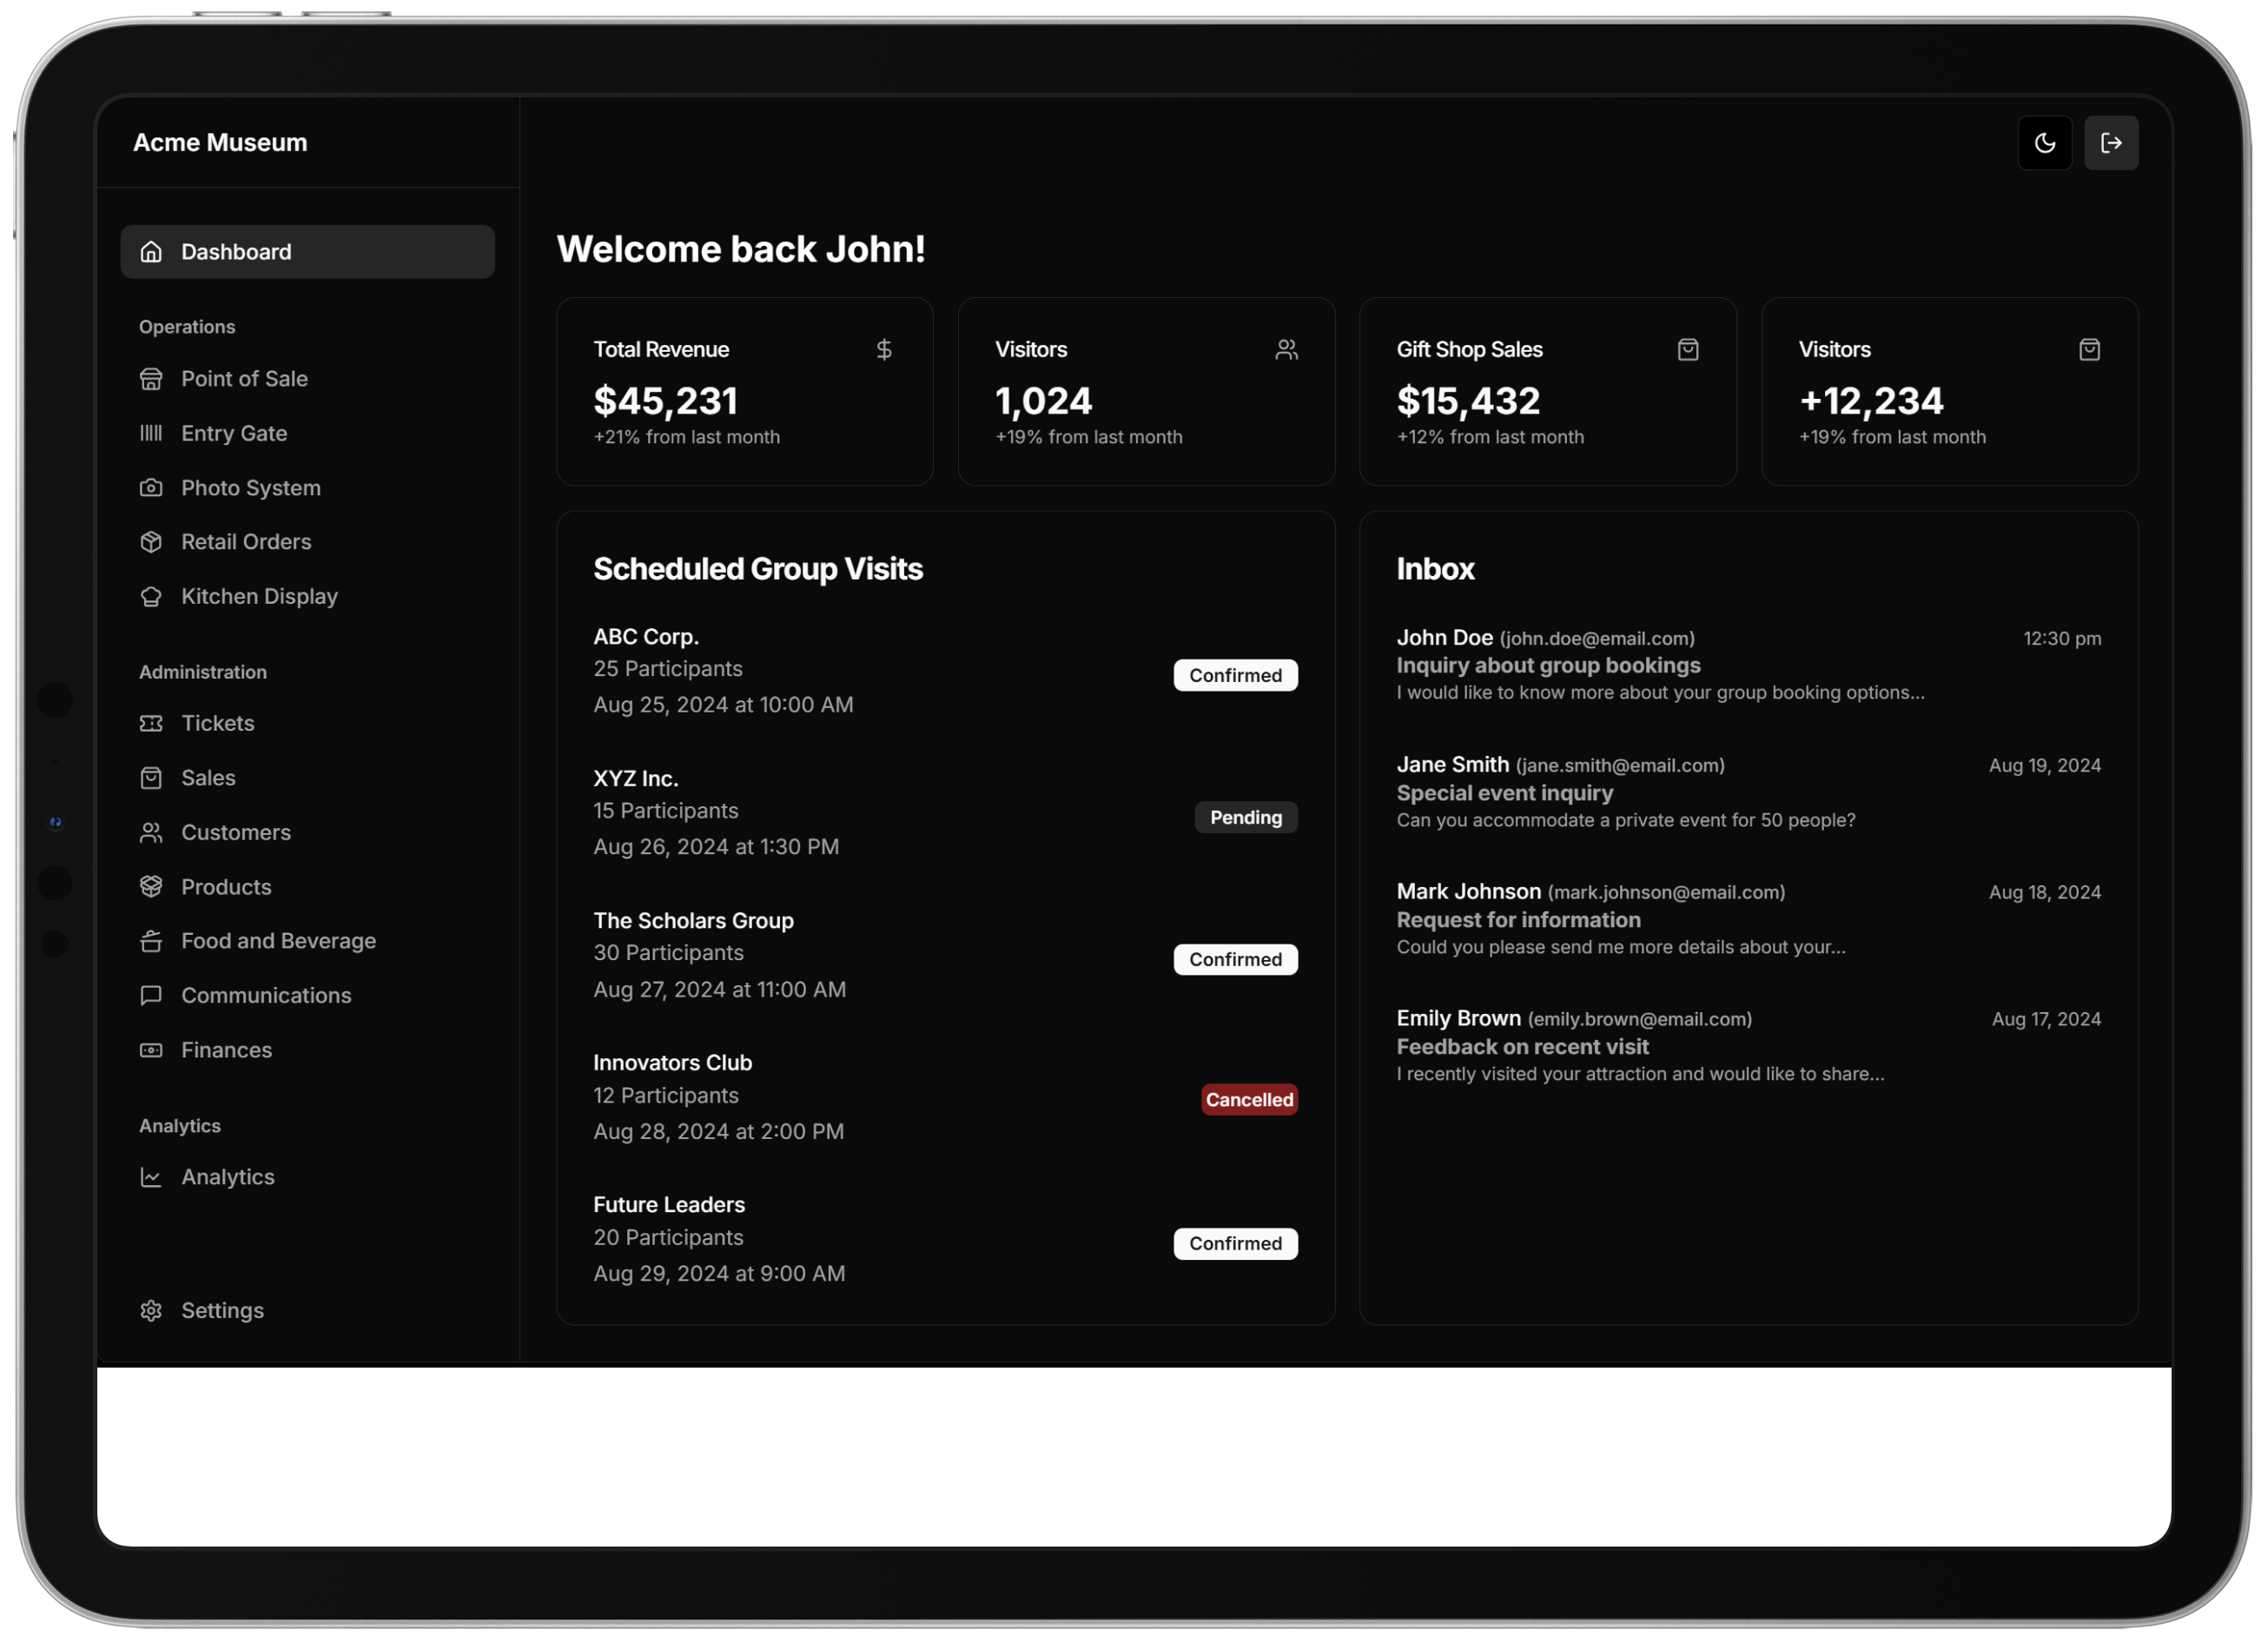 Acme Museum
Dashboard
Operations
Point of Sale
Entry Gate
Photo System
Retail Orders
Kitchen Display
Administration
Tickets
Sales
Customers
Products
Food and Beverage
Communications
Finances
Analytics
Analytics
Settings
Welcome back John!
Total Revenue
$45,231
+21% from last month
Visitors
1,024
+19% from last month
Gift Shop Sales
$15,432
+12% from last month
Visitors
+12,234
+19% from last month
Scheduled Group Visits
ABC Corp.
25 Participants
Aug 25, 2024 at 10:00 AM
Confirmed
XYZ Inc.
15 Participants
Aug 26, 2024 at 1:30 PM
Pending
The Scholars Group
30 Participants
Aug 27, 2024 at 11:00 AM
Confirmed
Innovators Club
12 Participants
Aug 28, 2024 at 2:00 PM
Cancelled
Future Leaders
20 Participants
Aug 29, 2024 at 9:00 AM
Confirmed
Inbox
John Doe (john.doe@email.com) 12:30 pm
Inquiry about group bookings
I would like to know more about your group booking options...
Jane Smith (jane.smith@email.com) Aug 19, 2024
Special event inquiry
Can you accommodate a private event for 50 people?
Mark Johnson (mark.johnson@email.com) Aug 18, 2024
Request for information
Could you please send me more details about your...
Emily Brown (emily.brown@email.com) Aug 17, 2024
Feedback on recent visit
I recently visited your attraction and would like to share...